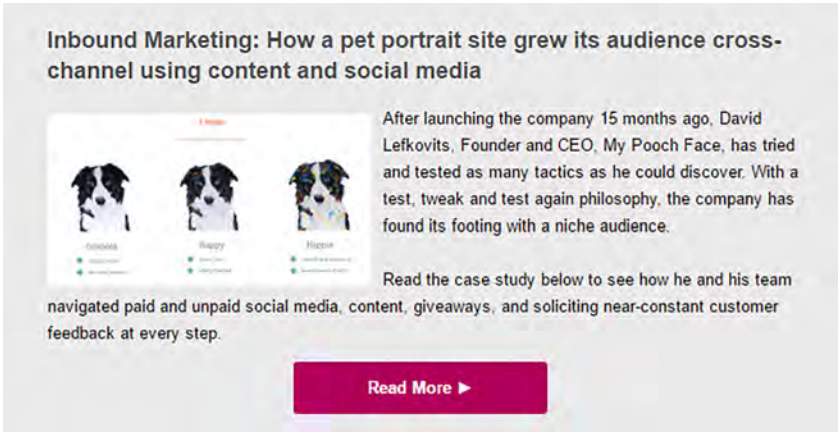 Inbound Marketing: How a pet portrait site grew its audience cross-
channel using content and social media
After launching the company 15 months ago, David
Lefkovits, Founder and CEO, My Pooch Face, has tried
and tested as many tactics as he could discover. With a
test, tweak and test again philosophy, the company has
found its footing with a niche audience.
Happy
Hippie
Read the case study below to see how he and his team
navigated paid and unpaid social media, content, giveaways, and soliciting near-constant customer
feedback at every step.
Read More ►